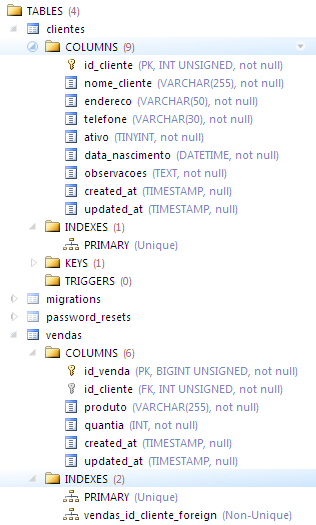 TABLES (4)
clientes
COLUMNS (9)
id_cliente (PK, INT UNSIGNED, not null)
nome_cliente (VARCHAR(255), not null)
endereco (VARCHAR(50), not null)
telefone (VARCHAR(30), not null)
ativo (TINYINT, not null)
data_nascimento (DATETIME, not null)
observacoes (TEXT, not null)
created_at (TIMESTAMP, null)
updated_at (TIMESTAMP, null)
INDEXES (1)
PRIMARY (Unique)
KEYS (1)
TRIGGERS (0)
migrations
password_resets
vendas
COLUMNS (6)
id_venda (PK, BIGINT UNSIGNED, not null)
id_cliente (FK, INT UNSIGNED, not null)
produto (VARCHAR(255), not null)
quantia (INT, not null)
created_at (TIMESTAMP, null)
updated_at (TIMESTAMP, null)
INDEXES (2)
PRIMARY (Unique)
vendas_id_cliente_foreign (Non-Unique)